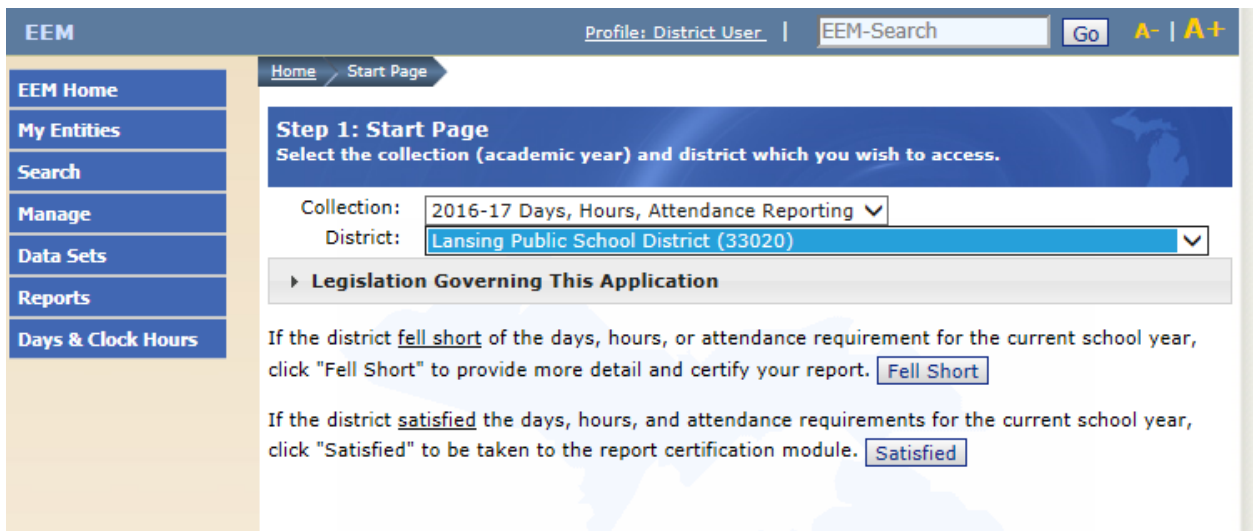 EEM
Profile: District User |
EEM-Search
Go
A- | A+
EEM Home
My Entities
Search
Manage
Data Sets
Reports
Days & Clock Hours
Home
Start Page
Step 1: Start Page
Select the collection (academic year) and district which you wish to access.
Collection: 2016-17 Days, Hours, Attendance Reporting
District: Lansing Public School District (33020)
Legislation Governing This Application
If the district fell short of the days, hours, or attendance requirement for the current school year,
click "Fell Short" to provide more detail and certify your report. Fell Short
If the district satisfied the days, hours, and attendance requirements for the current school year,
click "Satisfied" to be taken to the report certification module. Satisfied